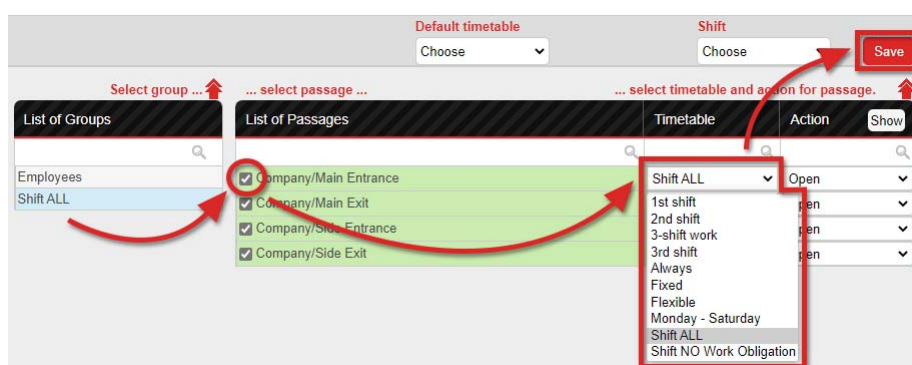 Default timetable Shift
Choose Choose Save
Select group ... ... select passage ... ... select timetable and action for passage.
List of Groups List of Passages Timetable Action Show
Employees Company/Main Entrance Shift ALL Open
Shift ALL Company/Main Exit 1st shift Open
2nd shift
Company/Side Entrance 3-shift work Open
3rd shift
Company/Side Exit Always Open
Fixed
Flexible
Monday - Saturday
Shift ALL
Shift NO Work Obligation